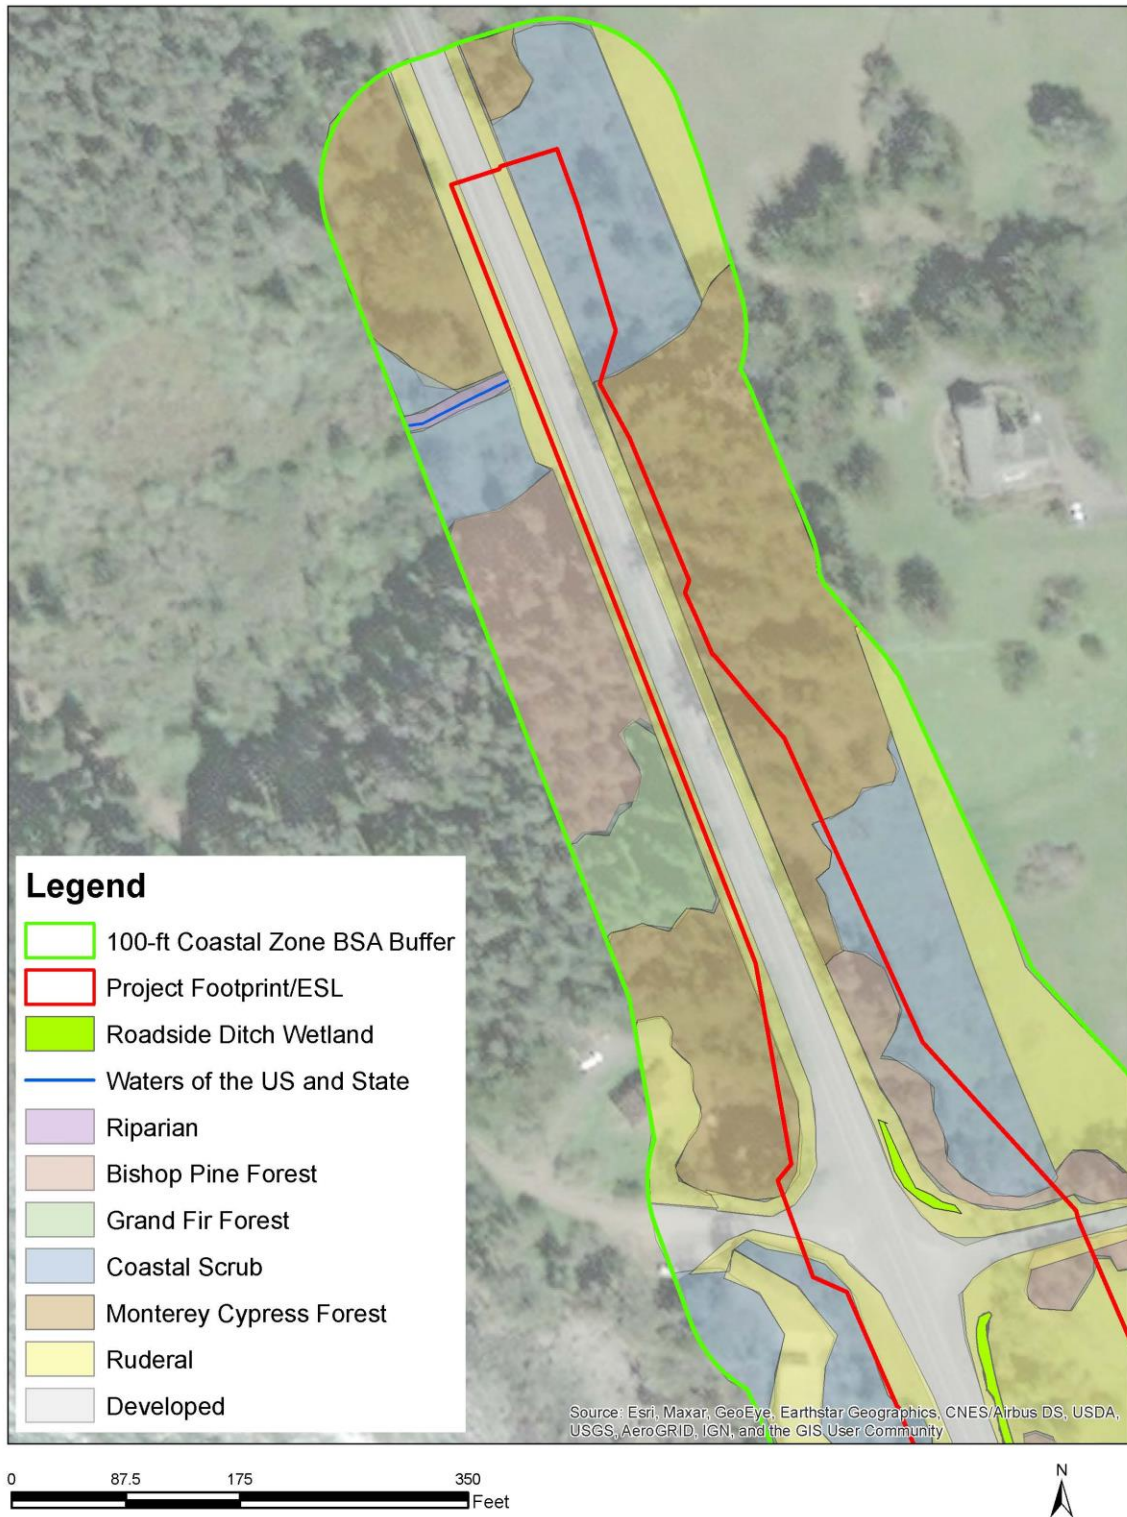 Legend
100-ft Coastal Zone BSA Buffer
Project Footprint/ESL
Roadside Ditch Wetland
Waters of the US and State
Riparian
Bishop Pine Forest
Grand Fir Forest
Coastal Scrub
Monterey Cypress Forest
Ruderal
Developed
Source: Esri, Maxar, GeoEye, Earthstar Geographics, CNES/Airbus DS, USDA,
USGS, AeroGRID, IGN, and the GIS User Community
0 87.5 175 350
Feet
N